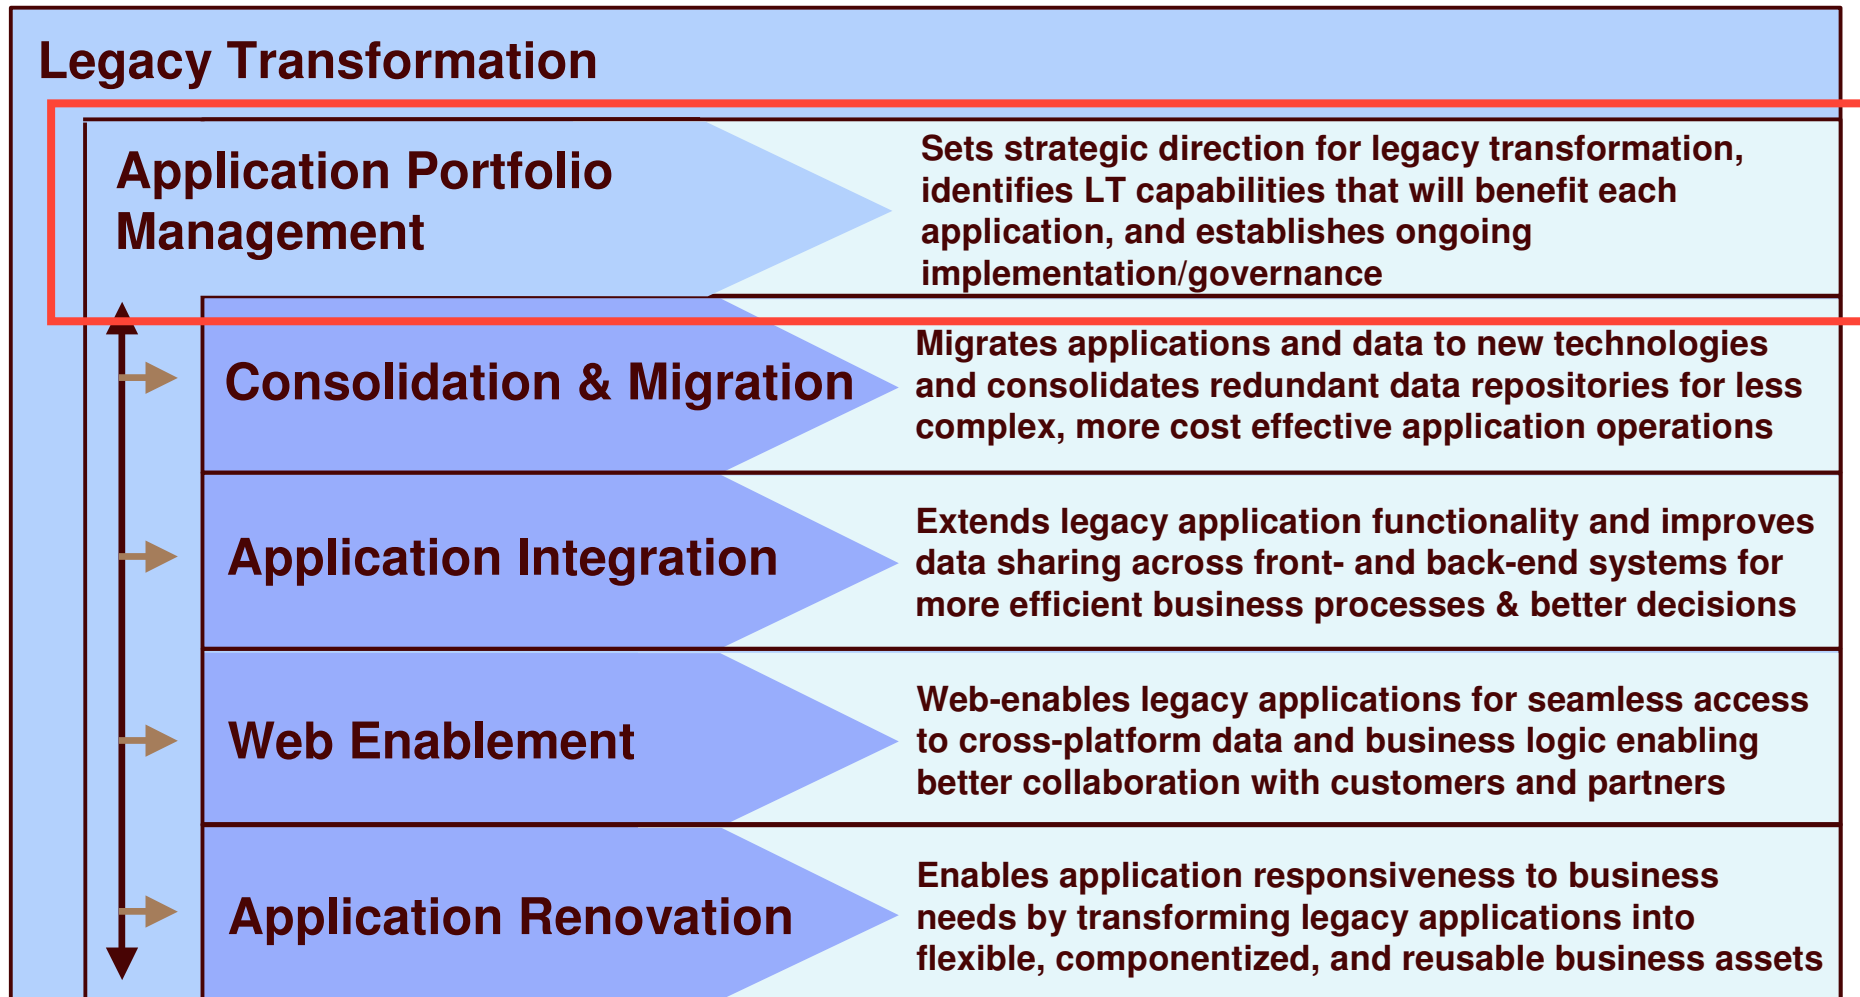 Legacy Transformation
Application Portfolio
Management
Sets strategic direction for legacy transformation,
identifies LT capabilities that will benefit each
application, and establishes ongoing
implementation/governance
Consolidation & Migration
Migrates applications and data to new technologies
and consolidates redundant data repositories for less
complex, more cost effective application operations
Application Integration
Extends legacy application functionality and improves
data sharing across front- and back-end systems for
more efficient business processes & better decisions
Web Enablement
Web-enables legacy applications for seamless access
to cross-platform data and business logic enabling
better collaboration with customers and partners
Application Renovation
Enables application responsiveness to business
needs by transforming legacy applications into
flexible, componentized, and reusable business assets